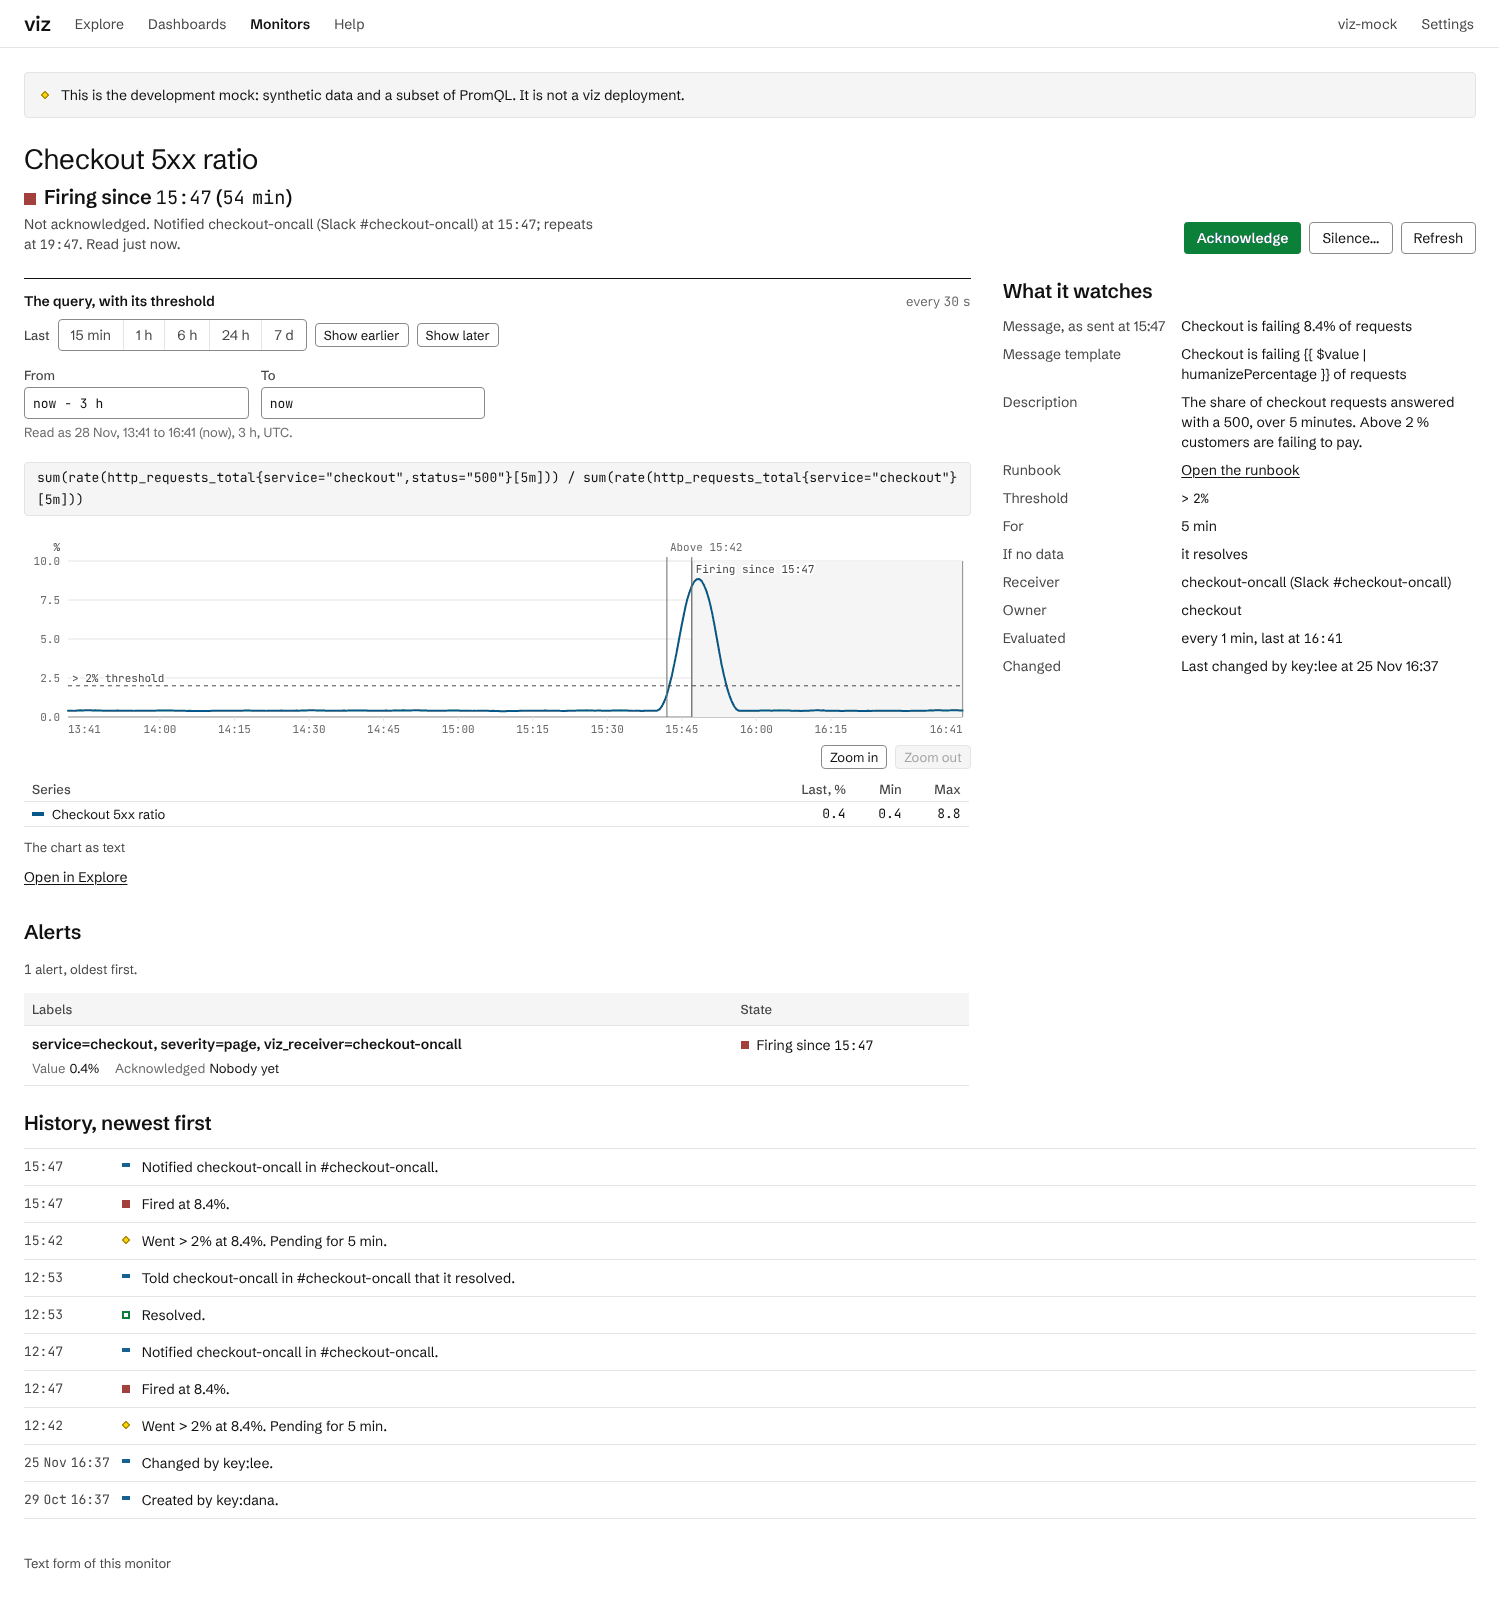 viz Explore Dashboards Monitors Help viz-mock Settings
This is the development mock: synthetic data and a subset of PromQL. It is not a viz deployment.
Checkout 5xx ratio
Firing since 15:47 (54 min)
Not acknowledged. Notified checkout-oncall (Slack #checkout-oncall) at 15:47; repeats
at 19:47. Read just now.
Acknowledge Silence... Refresh
The query, with its threshold every 30 s
Last 15 min 1 h 6 h 24 h 7 d Show earlier Show later
From To
now - 3 h now
Read as 28 Nov, 13:41 to 16:41 (now), 3 h, UTC.
sum(rate(http_requests_total{service="checkout",status="500"}[5m])) / sum(rate(http_requests_total{service="checkout"}
[5m]))
% Above 15:42
10.0 Firing since 15:47
7.5
5.0
2.5 > 2% threshold
0.0
13:41 14:00 14:15 14:30 14:45 15:00 15:15 15:30 15:45 16:00 16:15 16:41
Zoom in Zoom out
Series Last, % Min Max
Checkout 5xx ratio 0.4 0.4 8.8
The chart as text
Open in Explore
What it watches
Message, as sent at 15:47 Checkout is failing 8.4% of requests
Message template Checkout is failing {{ $value |
humanizePercentage }} of requests
Description The share of checkout requests answered
with a 500, over 5 minutes. Above 2 %
customers are failing to pay.
Runbook Open the runbook
Threshold > 2%
For 5 min
If no data it resolves
Receiver checkout-oncall (Slack #checkout-oncall)
Owner checkout
Evaluated every 1 min, last at 16:41
Changed Last changed by key:lee at 25 Nov 16:37
Alerts
1 alert, oldest first.
Labels State
service=checkout, severity=page, viz_receiver=checkout-oncall Firing since 15:47
Value 0.4% Acknowledged Nobody yet
History, newest first
15:47 Notified checkout-oncall in #checkout-oncall.
15:47 Fired at 8.4%.
15:42 Went > 2% at 8.4%. Pending for 5 min.
12:53 Told checkout-oncall in #checkout-oncall that it resolved.
12:53 Resolved.
12:47 Notified checkout-oncall in #checkout-oncall.
12:47 Fired at 8.4%.
12:42 Went > 2% at 8.4%. Pending for 5 min.
25 Nov 16:37 Changed by key:lee.
29 Oct 16:37 Created by key:dana.
Text form of this monitor